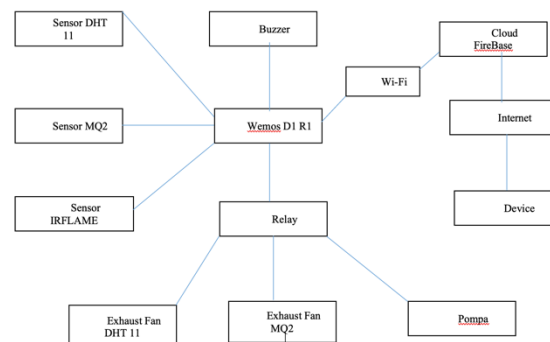 Sensor DHT
11
Buzzer
Cloud
FireBase
Wi-Fi
Sensor MQ2
Wemos D1 R1
Internet
Sensor
IRFLAME
Relay
Device
Exhaust Fan
DHT 11
Exhaust Fan
MQ2
Pompa